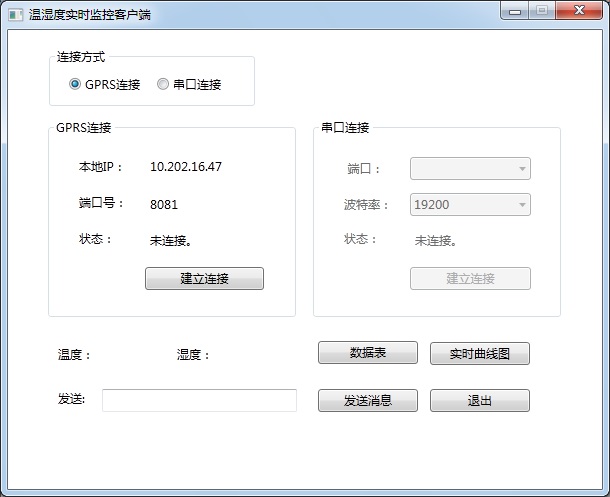 温湿度实时监控客户端
连接方式
GPRS连接 串口连接
GPRS连接
本地IP： 10.202.16.47
端口号： 8081
状态： 未连接。
建立连接
串口连接
端口：
波特率： 19200
状态： 未连接。
建立连接
温度： 湿度： 数据表 实时曲线图
发送: 发送消息 退出